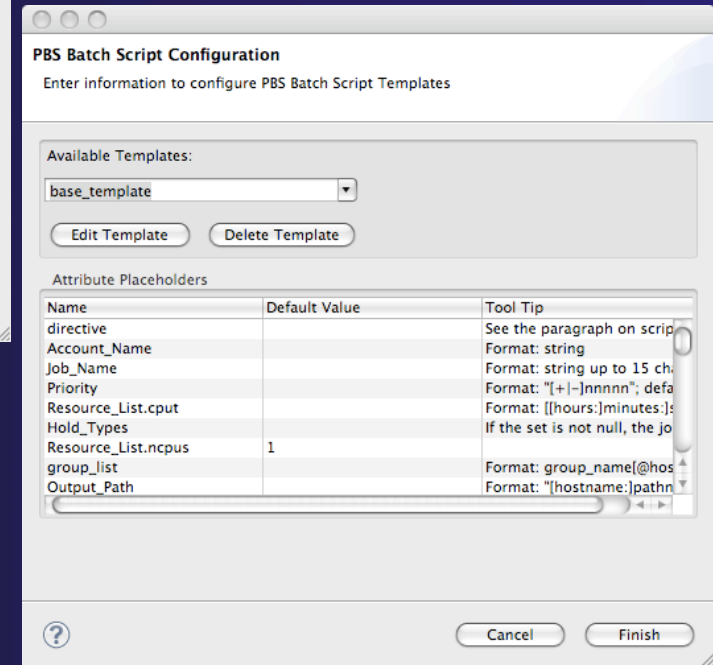 PBS Batch Script Configuration
Enter information to configure PBS Batch Script Templates
Available Templates:
base_template
Edit Template Delete Template
Attribute Placeholders
Name Default Value Tool Tip
directive See the paragraph on scrip
Account_Name Format: string
Job_Name Format: string up to 15 cha
Priority Format: "[+|-]nnnnn"; defa
Resource_List.cput Format: [[hours:]minutes:]s
Hold_Types If the set is not null, the jo
Resource_List.ncpus 1
group_list Format: group_name[@hos
Output_Path Format: "[hostname:]pathn
? Cancel Finish